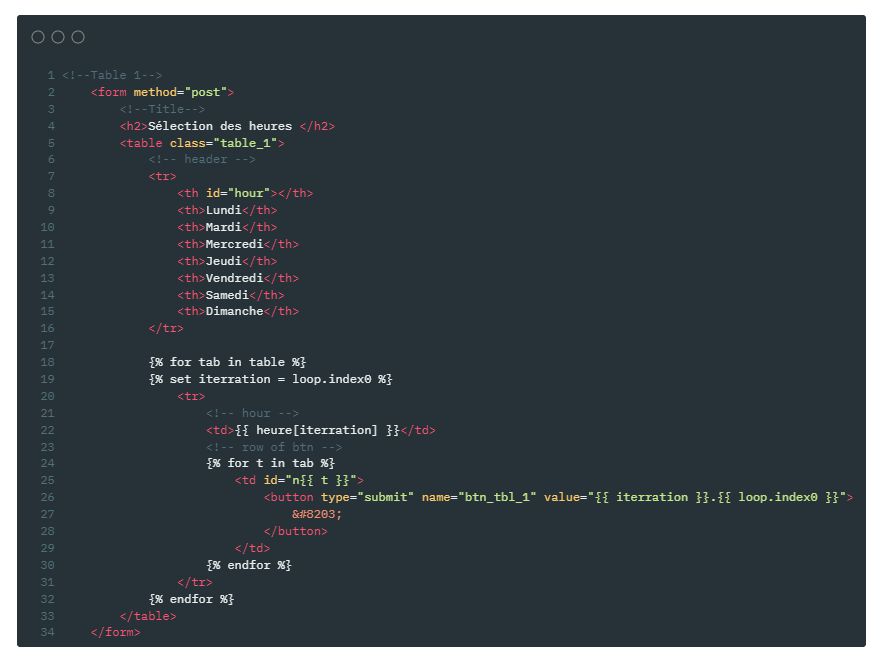 1 <!--Table 1-->
2     <form method="post">
3         <!--Title-->
4         <h2>Sélection des heures </h2>
5         <table class="table_1">
6             <!-- header -->
7             <tr>
8                 <th id="hour"></th>
9                 <th>Lundi</th>
10                 <th>Mardi</th>
11                 <th>Mercredi</th>
12                 <th>Jeudi</th>
13                 <th>Vendredi</th>
14                 <th>Samedi</th>
15                 <th>Dimanche</th>
16             </tr>
17
18             {% for tab in table %}
19             {% set iterration = loop.index0 %}
20                 <tr>
21                     <!-- hour -->
22                     <td>{{ heure[iterration] }}</td>
23                     <!-- row of btn -->
24                     {% for t in tab %}
25                         <td id="n{{ t }}">
26                             <button type="submit" name="btn_tbl_1" value="{{ iterration }}.{{ loop.index0 }}">
27                                 &#8203;
28                             </button>
29                         </td>
30                     {% endfor %}
31                 </tr>
32             {% endfor %}
33         </table>
34     </form>